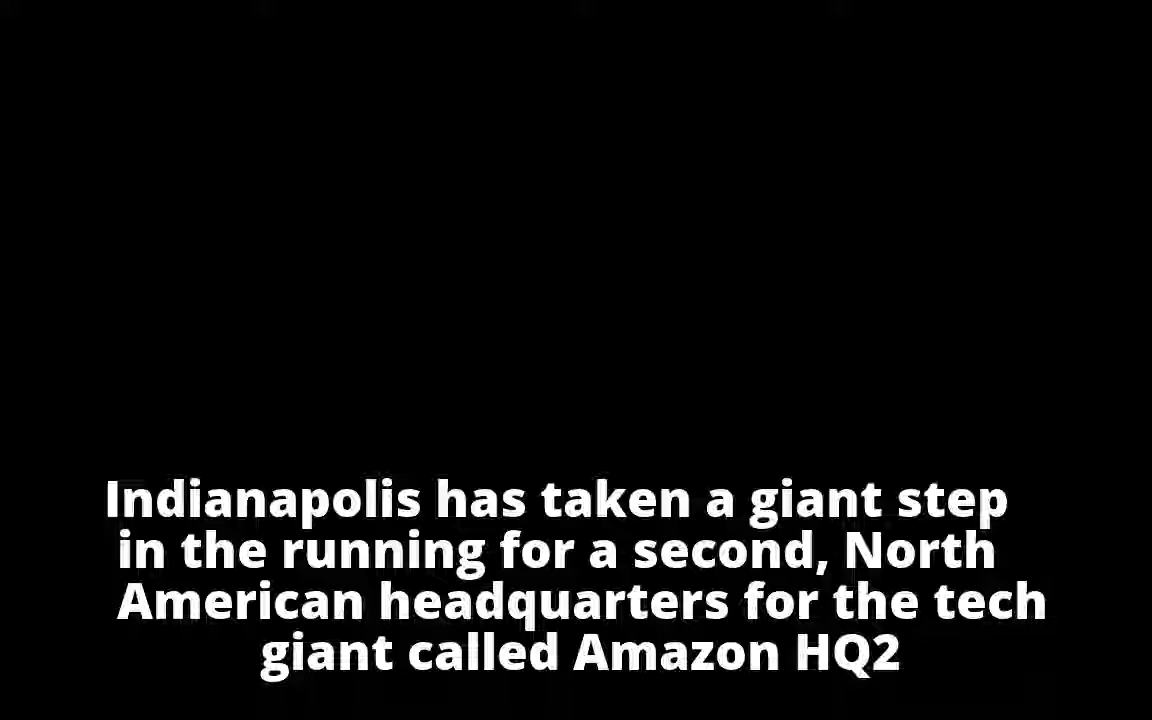 Indianapolis has taken a giant step
in the running for a second, North
American headquarters for the tech
giant called Amazon HQ2